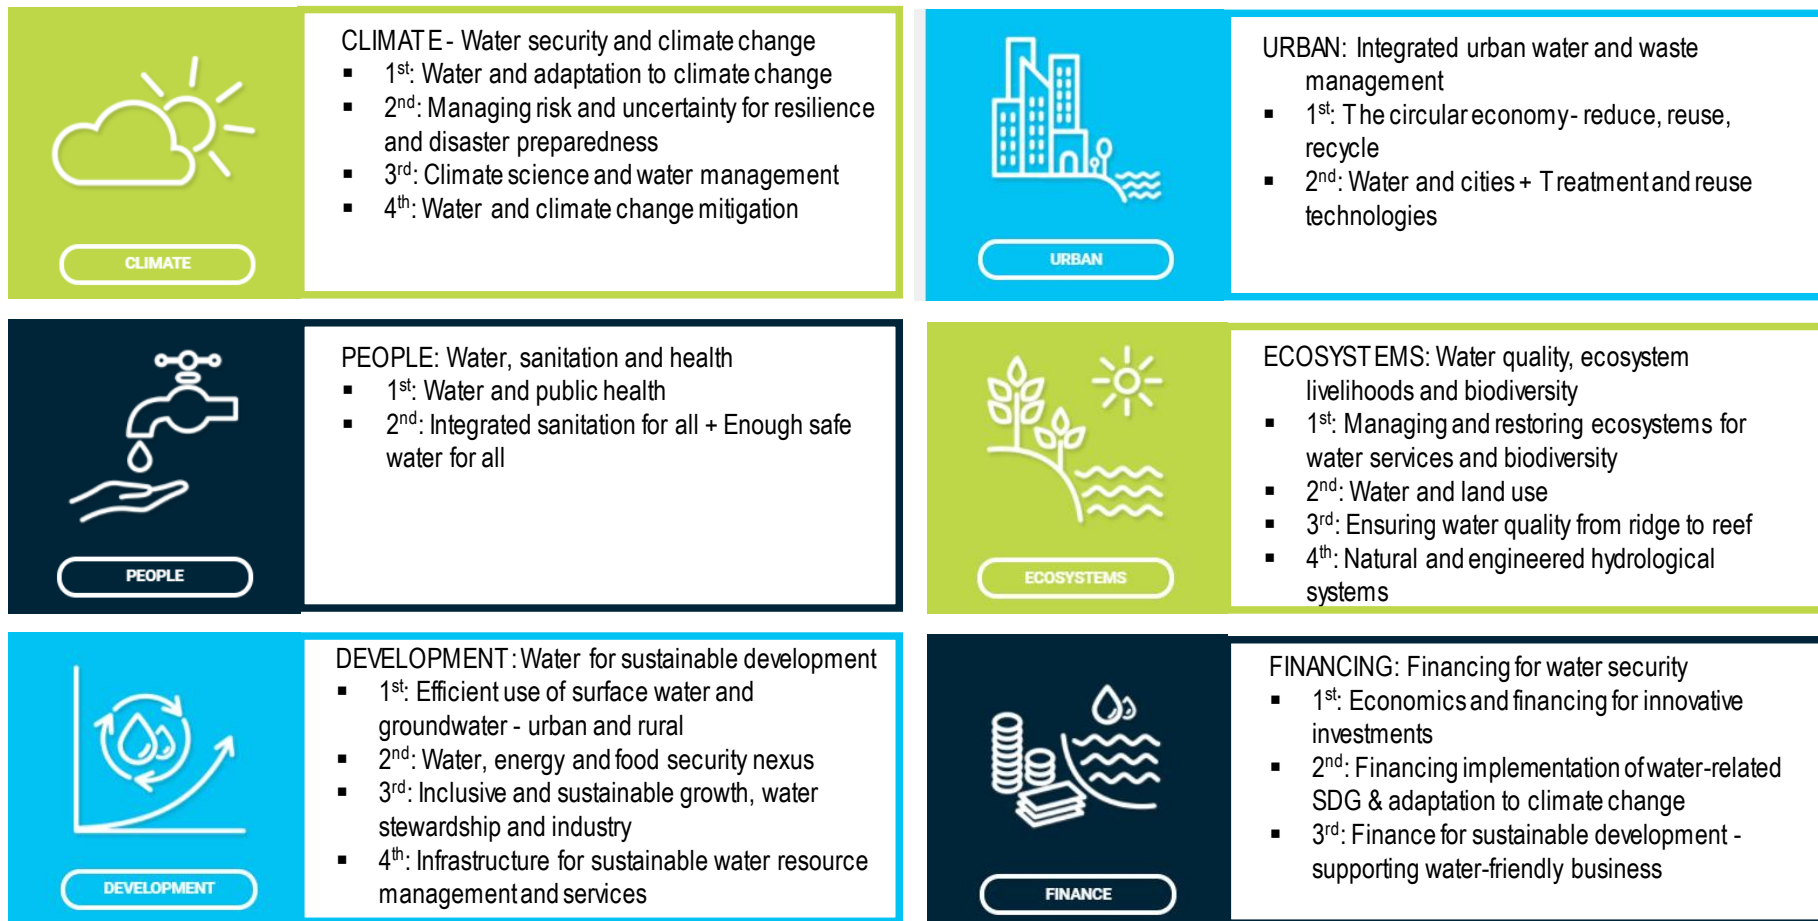 CLIMATE - Water security and climate change
▪ 1st: Water and adaptation to climate change
▪ 2nd: Managing risk and uncertainty for resilience
and disaster preparedness
▪ 3rd: Climate science and water management
▪ 4th: Water and climate change mitigation
CLIMATE
URBAN: Integrated urban water and waste
management
▪ 1st: The circular economy- reduce, reuse,
recycle
▪ 2nd: Water and cities + Treatment and reuse
technologies
URBAN
PEOPLE: Water, sanitation and health
▪ 1st: Water and public health
▪ 2nd: Integrated sanitation for all + Enough safe
water for all
PEOPLE
ECOSYSTEMS: Water quality, ecosystem
livelihoods and biodiversity
▪ 1st: Managing and restoring ecosystems for
water services and biodiversity
▪ 2nd: Water and land use
▪ 3rd: Ensuring water quality from ridge to reef
▪ 4th: Natural and engineered hydrological
systems
ECOSYSTEMS
DEVELOPMENT: Water for sustainable development
▪ 1st: Efficient use of surface water and
groundwater - urban and rural
▪ 2nd: Water, energy and food security nexus
▪ 3rd: Inclusive and sustainable growth, water
stewardship and industry
▪ 4th: Infrastructure for sustainable water resource
management and services
DEVELOPMENT
FINANCING: Financing for water security
▪ 1st: Economics and financing for innovative
investments
▪ 2nd: Financing implementation of water-related
SDG & adaptation to climate change
▪ 3rd: Finance for sustainable development -
supporting water-friendly business
FINANCE